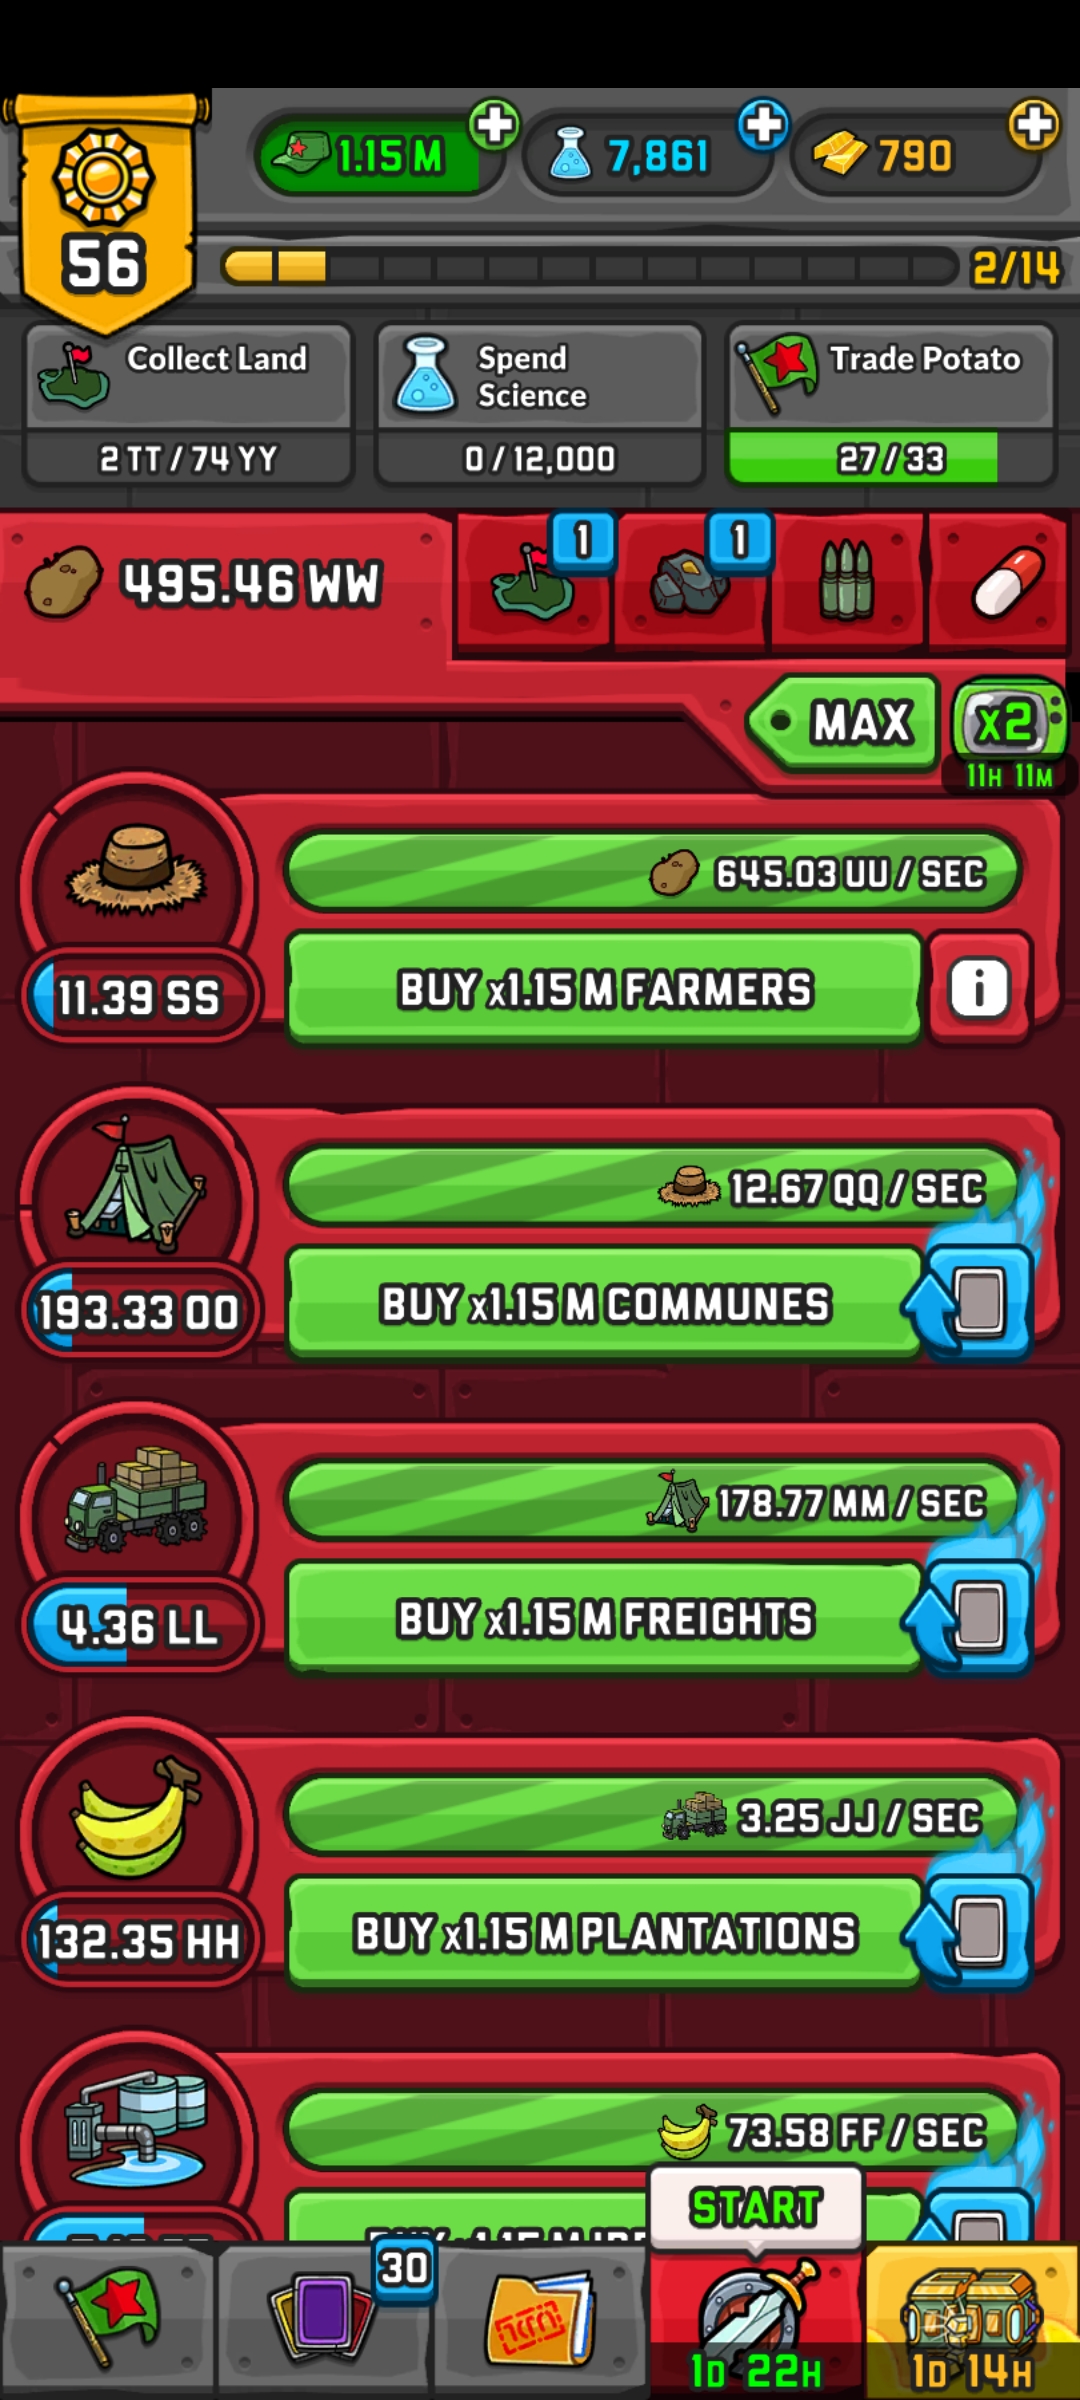 1.15 M
7,861
790
56
2/14
Collect Land
2 TT / 74 YY
Spend
Science
0 / 12,000
Trade Potato
27 / 33
495.46 WW
1
1
MAX
x2
11H 11M
645.03 UU / SEC
11.39 SS
BUY x1.15 M FARMERS
i
12.67 QQ / SEC
193.33 OO
BUY x1.15 M COMMUNES
178.77 MM / SEC
4.36 LL
BUY x1.15 M FREIGHTS
3.25 JJ / SEC
132.35 HH
BUY x1.15 M PLANTATIONS
73.58 FF / SEC
START
30
1D 22H
1D 14H